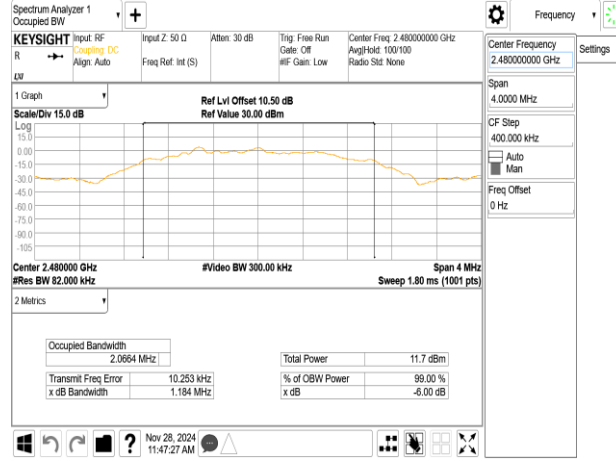 Spectrum Analyzer 1
Occupied BW
Frequency
KEYSIGHT
R
LXI
Input: RF
Coupling: DC
Align: Auto
Input Z: 50 Ω
Freq Ref: Int (S)
Atten: 30 dB
Trig: Free Run
Gate: Off
#IF Gain: Low
Center Freq: 2.480000000 GHz
Avg|Hold: 100/100
Radio Std: None
Center Frequency
2.480000000 GHz
Settings
Span
4.0000 MHz
CF Step
400.000 kHz
Auto
Man
Freq Offset
0 Hz
1 Graph
Scale/Div 15.0 dB
Ref Lvl Offset 10.50 dB
Ref Value 30.00 dBm
Log
15.0
0.00
-15.0
-30.0
-45.0
-60.0
-75.0
-90.0
-105
Center 2.480000 GHz
#Res BW 82.000 kHz
#Video BW 300.00 kHz
Span 4 MHz
Sweep 1.80 ms (1001 pts)
2 Metrics
Occupied Bandwidth
2.0664 MHz
Transmit Freq Error 10.253 kHz
x dB Bandwidth 1.184 MHz
Total Power 11.7 dBm
% of OBW Power 99.00 %
x dB -6.00 dB
?
Nov 28, 2024
11:47:27 AM